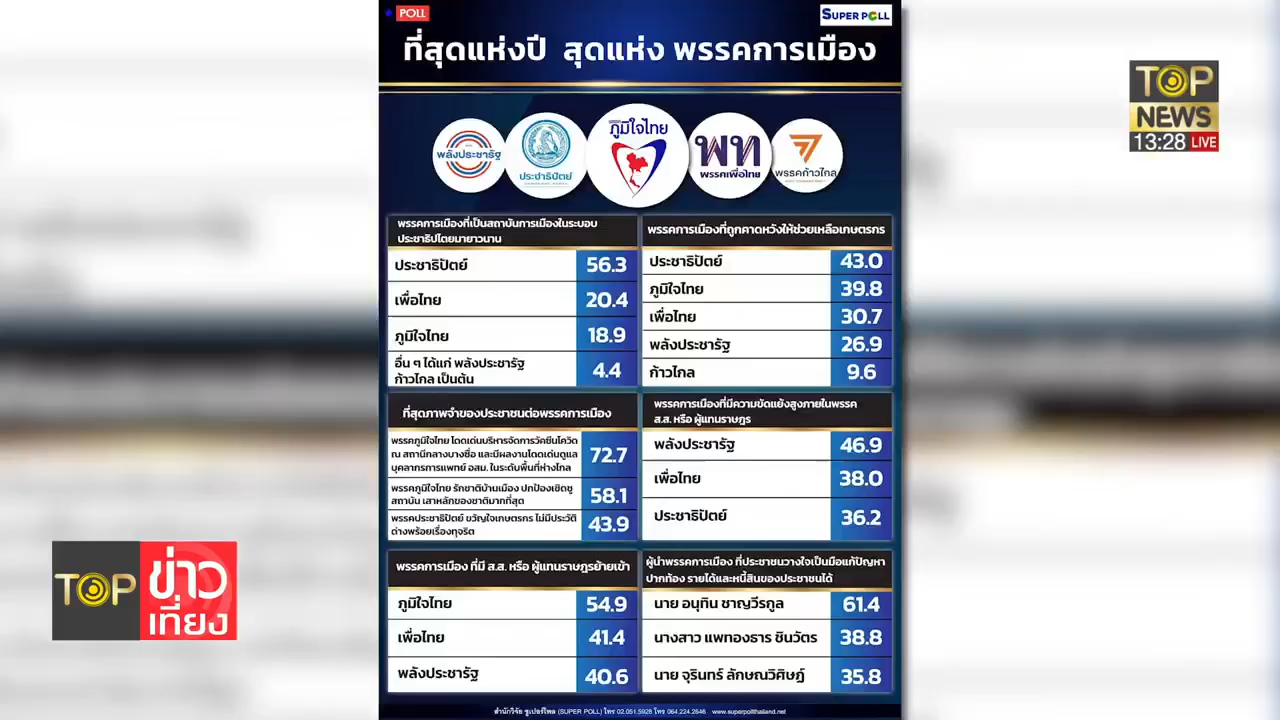 POLL
SUPER POLL
ที่สุดแห่งปี สุดแห่ง พรรคการเมือง
TOP
NEWS
13:28 LIVE
พลังประชารัฐ
ประชาธิปัตย์
ภูมิใจไทย
พท
พรรคเพื่อไทย
พรรคก้าวไกล
พรรคการเมืองที่เป็นสถาบันการเมืองในระบอบ
ประชาธิปไตยมายาวนาน
ประชาธิปัตย์ 56.3
เพื่อไทย 20.4
ภูมิใจไทย 18.9
อื่น ๆ ได้แก่ พลังประชารัฐ
ก้าวไกล เป็นต้น 4.4
พรรคการเมืองที่ถูกคาดหวังให้ช่วยเหลือเกษตรกร
ประชาธิปัตย์ 43.0
ภูมิใจไทย 39.8
เพื่อไทย 30.7
พลังประชารัฐ 26.9
ก้าวไกล 9.6
ที่สุดภาพจำของประชาชนต่อพรรคการเมือง
พรรคภูมิใจไทย โดดเด่นบริหารจัดการวัคซีนโควิด
ณ สถานีกลางบางซื่อ และมีผลงานโดดเด่นดูแล 72.7
บุคลากรการแพทย์ อสม. ในระดับพื้นที่ห่างไกล
พรรคภูมิใจไทย รักชาติบ้านเมือง ปกป้องเชิดชู
สถาบัน เสาหลักของชาติมากที่สุด 58.1
พรรคประชาธิปัตย์ ขวัญใจเกษตรกร ไม่มีประวัติ
ด่างพร้อยเรื่องทุจริต 43.9
พรรคการเมืองที่มีความขัดแย้งสูงภายในพรรค
ส.ส. หรือ ผู้แทนราษฎร
พลังประชารัฐ 46.9
เพื่อไทย 38.0
ประชาธิปัตย์ 36.2
พรรคการเมือง ที่มี ส.ส. หรือ ผู้แทนราษฎรย้ายเข้า
ภูมิใจไทย 54.9
เพื่อไทย 41.4
พลังประชารัฐ 40.6
ผู้นำพรรคการเมือง ที่ประชาชนวางใจเป็นมือแก้ปัญหา
ปากท้อง รายได้และหนี้สินของประชาชนได้
นาย อนุทิน ชาญวีรกูล 61.4
นางสาว แพทองธาร ชินวัตร 38.8
นาย จุรินทร์ ลักษณวิศิษฏ์ 35.8
TOP ข่าว
เที่ยง
สำนักวิจัย ซูเปอร์โพล (SUPER POLL) โทร 02.051.5928 โทร 064.224.2646 www.superpollthailand.net